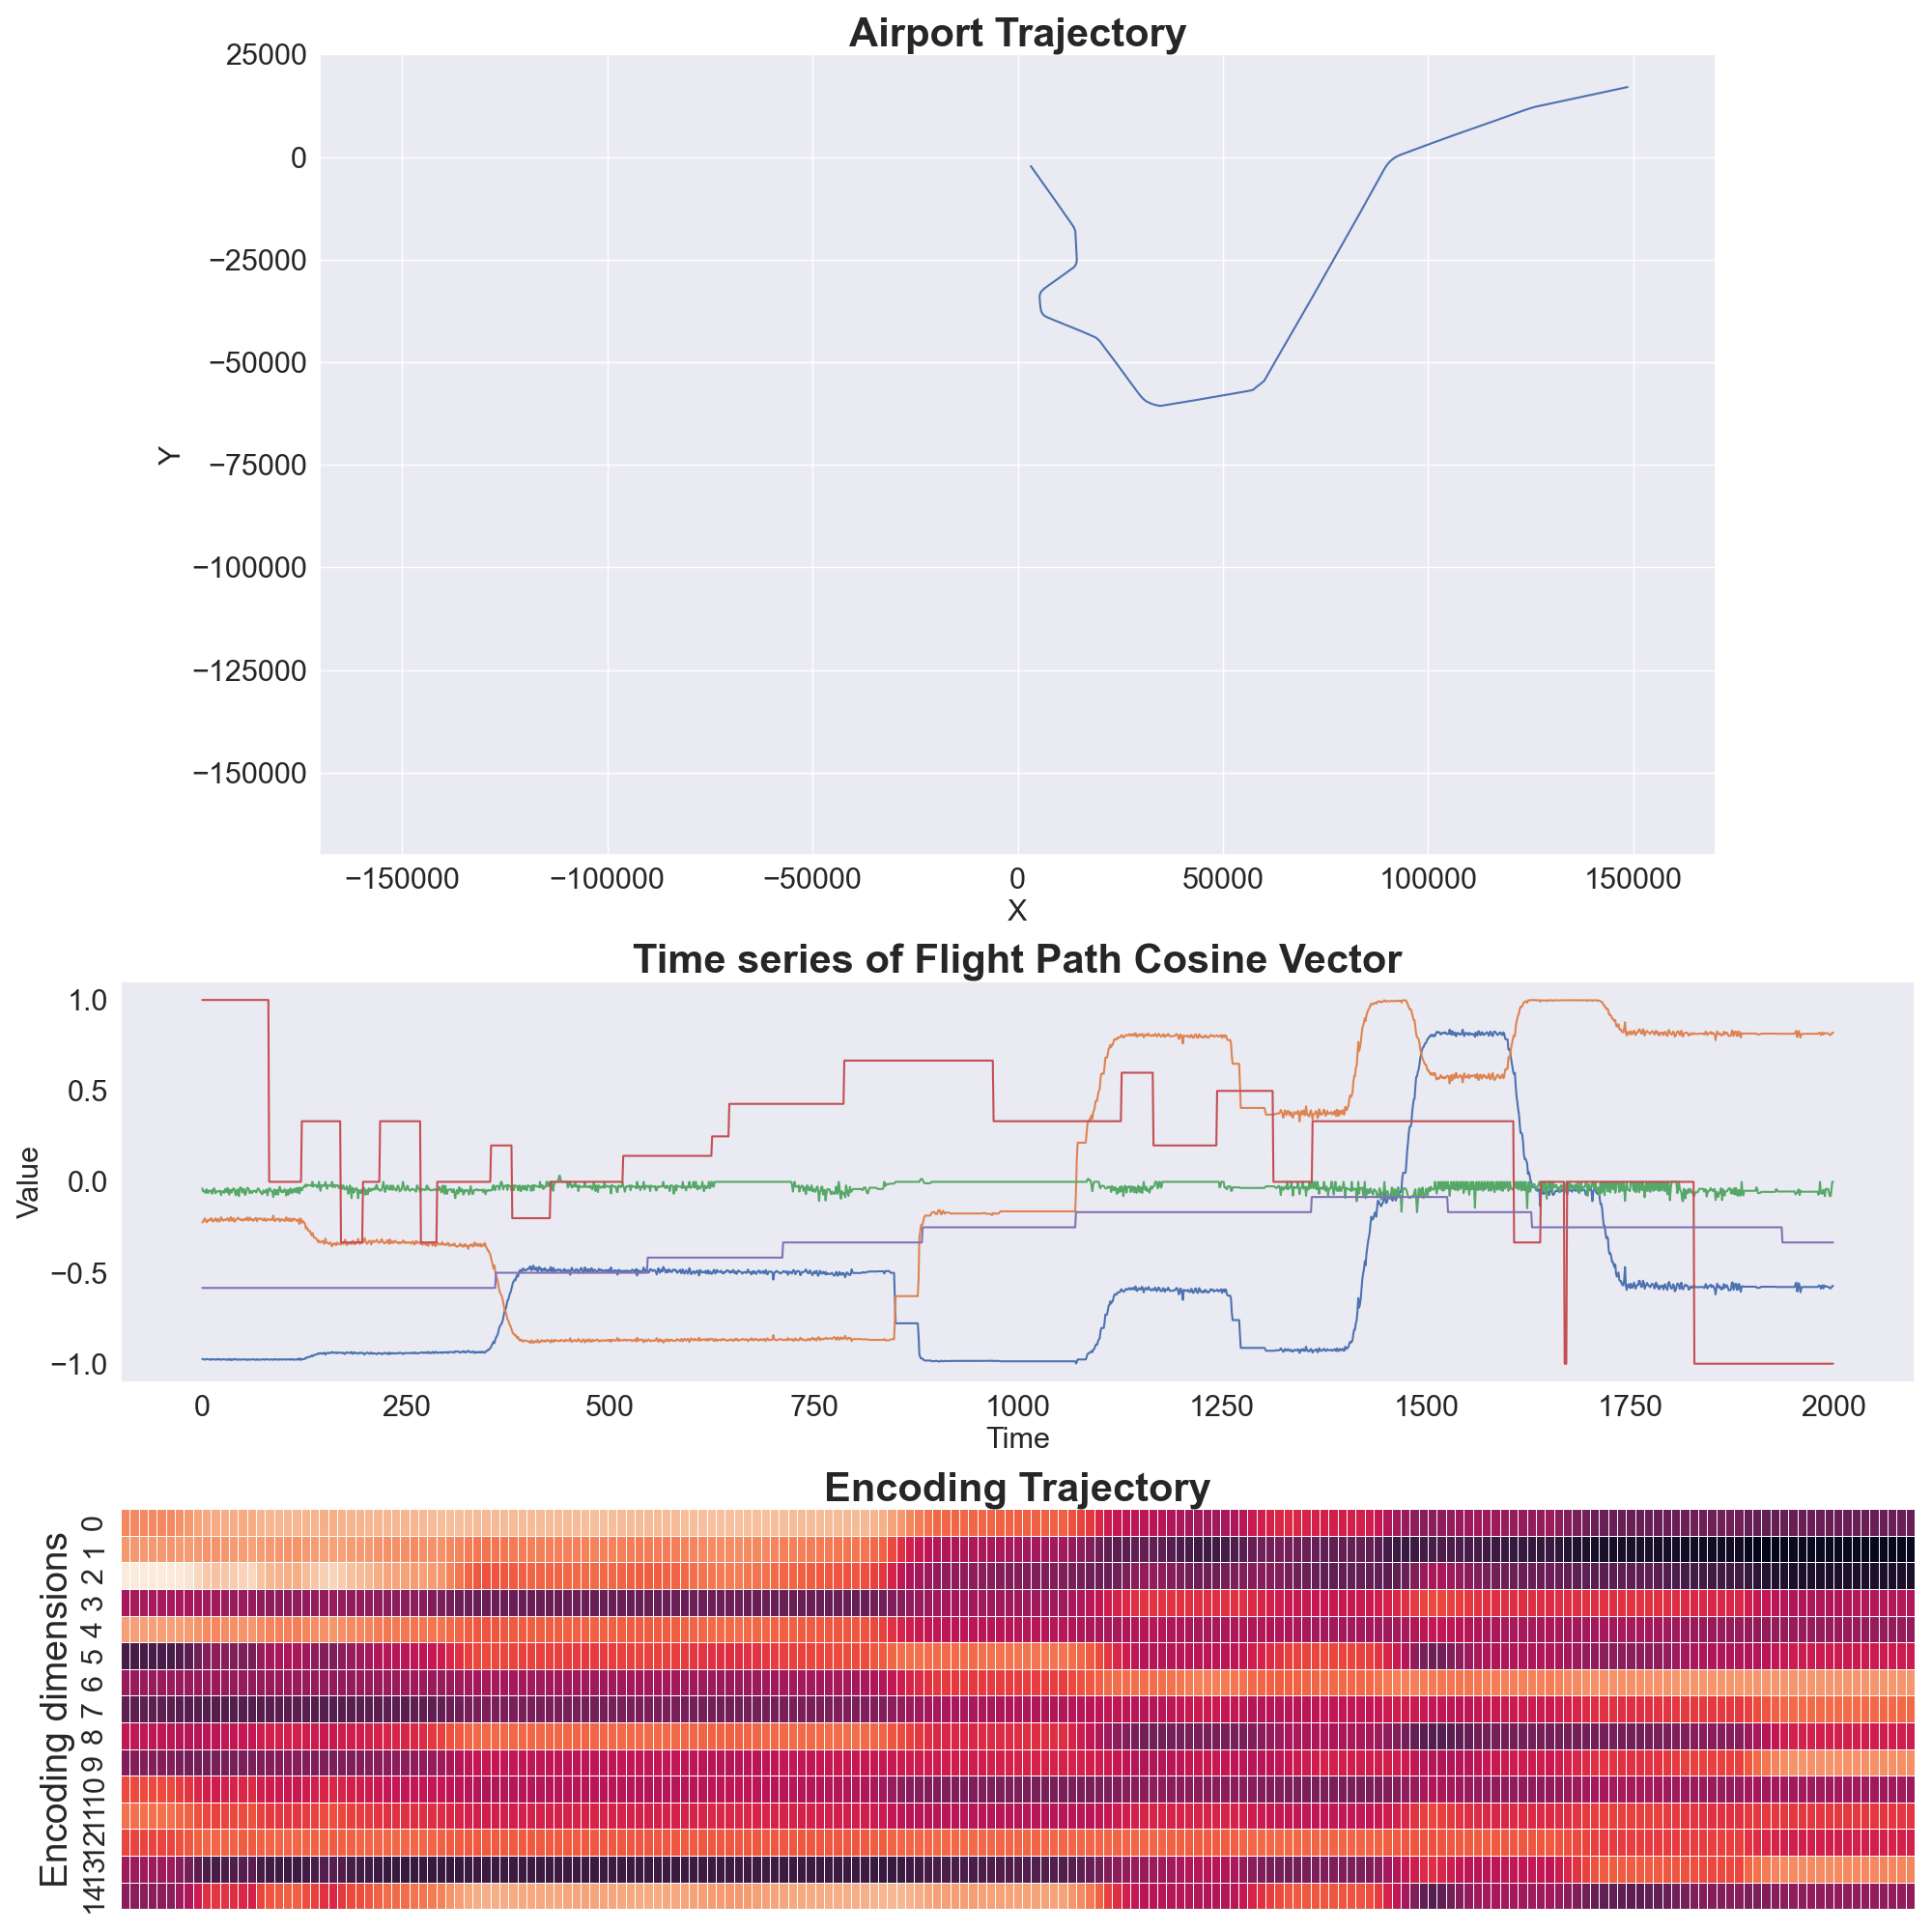 Airport Trajectory
25000
0
−25000
−50000
−75000
−100000
−125000
−150000
Y
−150000 −100000 −50000 0 50000 100000 150000
X
Time series of Flight Path Cosine Vector
1.0
0.5
0.0
−0.5
−1.0
Value
0 250 500 750 1000 1250 1500 1750 2000
Time
Encoding Trajectory
Encoding dimensions
0
1
2
3
4
5
6
7
8
9
10
11
12
13
14